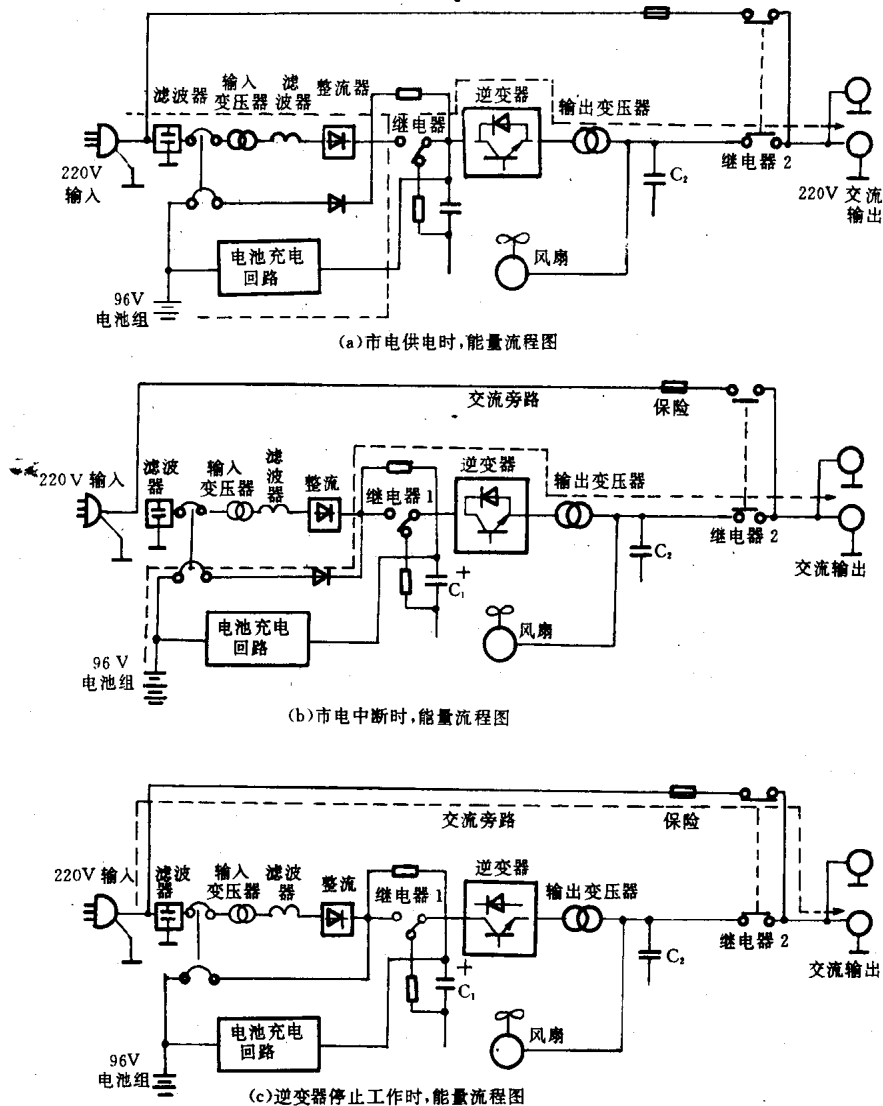 滤波器
输入
变压器
滤
波器
整流器
继电器
逆变器
输出变压器
220V
输入
C₂
继电器 2
220V 交流
输出
电池充电
回路
风扇
96V
电池组
(a)市电供电时,能量流程图
交流旁路
保险
220V 输入
滤波
器
输入
变压器
滤
波
器
整流
继电器 1
逆变器
输出变压器
C₂
继电器 2
交流输出
+
C₁
电池充电
回路
风扇
96 V
电池组
(b)市电中断时,能量流程图
交流旁路
保险
220V 输入
滤波
器
输入
变压器
滤波
器
整流
继电器 1
逆变器
输出变压器
C₂
继电器 2
交流输出
+
C₁
电池充电
回路
风扇
96V
电池组
(c)逆变器停止工作时,能量流程图